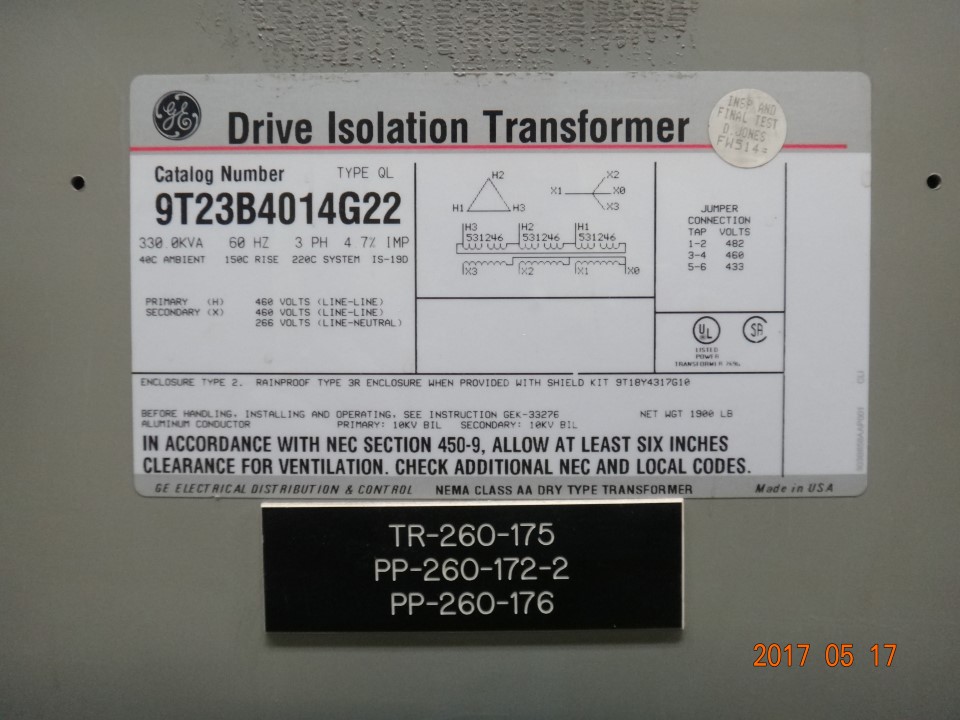 GE
Drive Isolation Transformer
INSP AND
FINAL TEST
D. JONES
Catalog Number TYPE QL
9T23B4014G22
330.0KVA 60 HZ 3 PH 4.7% IMP
40C AMBIENT 150C RISE 220C SYSTEM IS-19D
PRIMARY (H) 460 VOLTS (LINE-LINE)
SECONDARY (X) 460 VOLTS (LINE-LINE)
266 VOLTS (LINE-NEUTRAL)
H2
H1 H3
X2
X1 X0
X3
H3 H2 H1
531246 531246 531246
X3 X2 X1 X0
JUMPER
CONNECTION
TAP VOLTS
1-2 482
3-4 460
5-6 433
UL SA
LISTED
POWER
TRANSFORMER
ENCLOSURE TYPE 2. RAINPROOF TYPE 3R ENCLOSURE WHEN PROVIDED WITH SHIELD KIT 9T18Y4317G10
BEFORE HANDLING, INSTALLING AND OPERATING, SEE INSTRUCTION GEK-33276 NET WGT 1900 LB
ALUMINUM CONDUCTOR PRIMARY: 10KV BIL SECONDARY: 10KV BIL
IN ACCORDANCE WITH NEC SECTION 450-9, ALLOW AT LEAST SIX INCHES
CLEARANCE FOR VENTILATION. CHECK ADDITIONAL NEC AND LOCAL CODES.
GE ELECTRICAL DISTRIBUTION & CONTROL NEMA CLASS AA DRY TYPE TRANSFORMER Made in USA
TR-260-175
PP-260-172-2
PP-260-176
2017 05 17